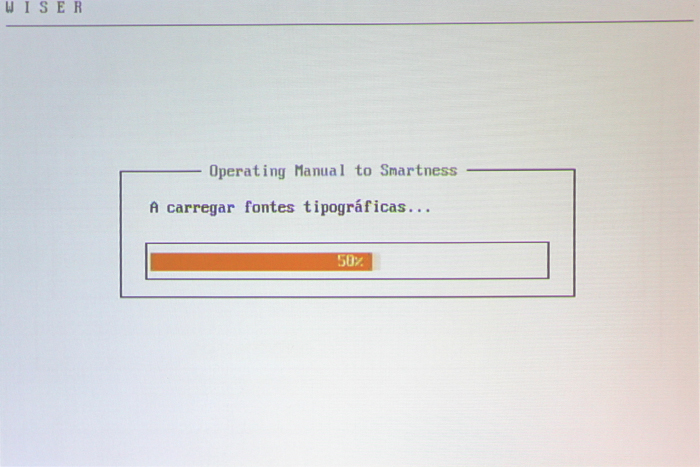 W I S E R
Operating Manual to Smartness
A carregar fontes tipográficas...
50%